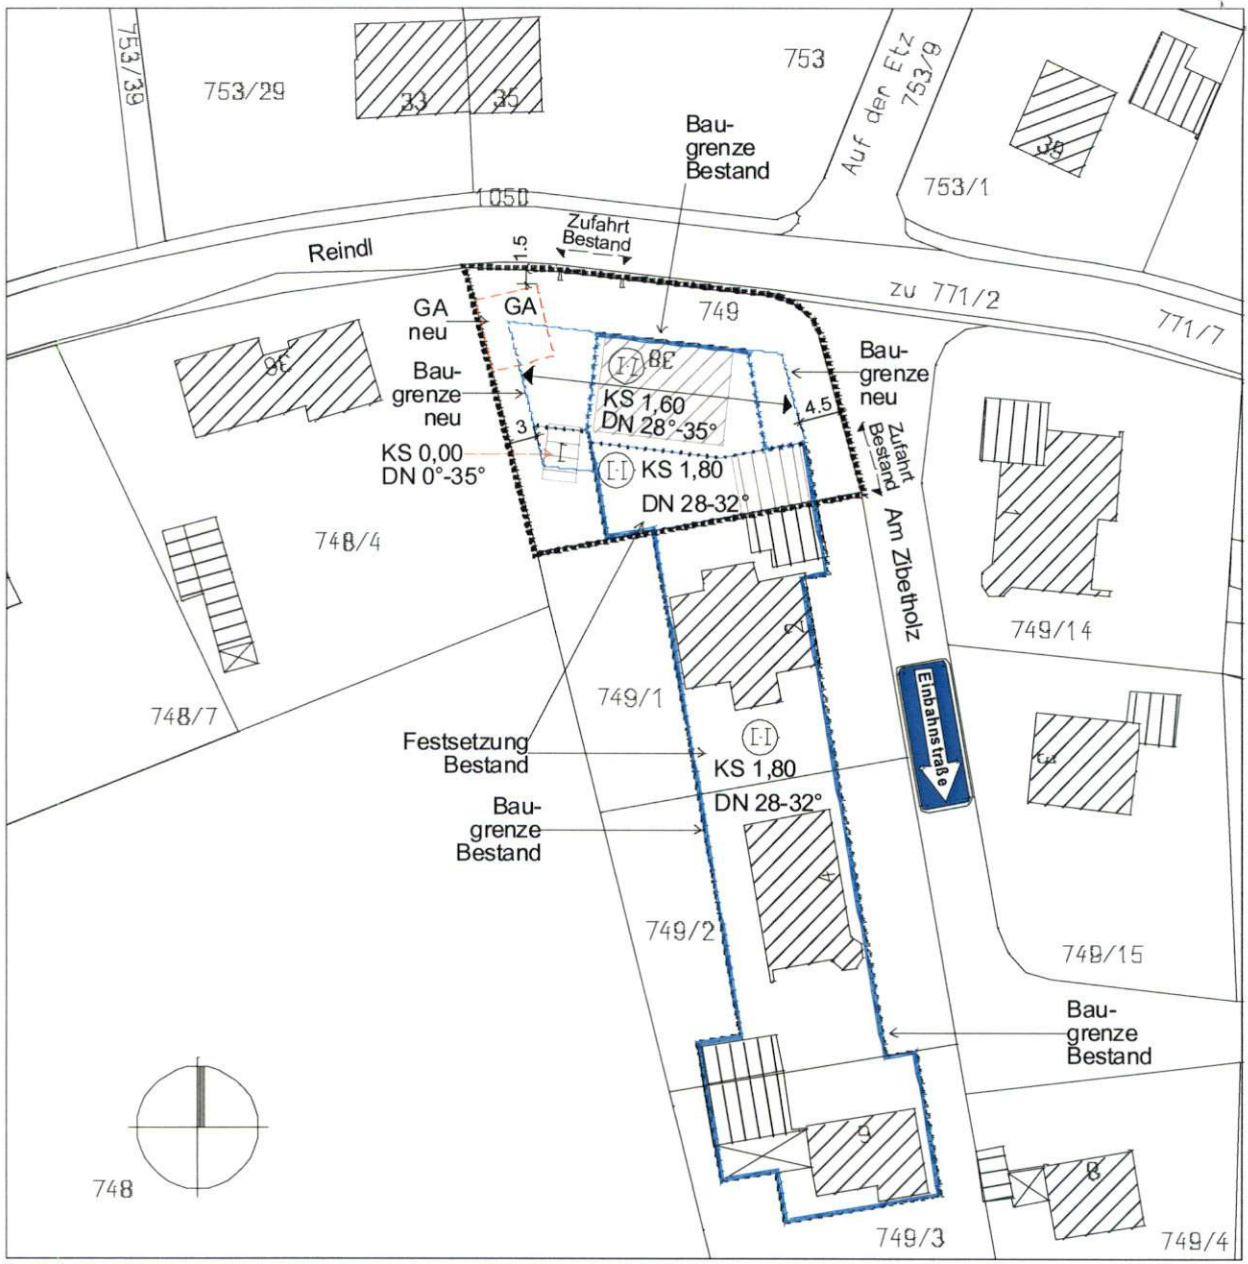 753/39
753/29
33
35
753
Auf der Etz
753/9
39
753/1
Bau-
grenze
Bestand
1050
Reindl
Zufahrt
Bestand
1.5
zu 771/2
771/7
749
GA
neu
GA
36
38
Bau-
grenze
neu
Bau-
grenze
neu
KS 1,60
DN 28°-35°
4.5
3
KS 0,00
DN 0°-35°
I
KS 1,80
DN 28-32°
Zufahrt
Bestand
748/4
Am Zibetholz
1
749/14
2
749/1
748/7
Einbahnstraße
Festsetzung
Bestand
KS 1,80
DN 28-32°
3
Bau-
grenze
Bestand
4
749/2
749/15
Bau-
grenze
Bestand
6
8
748
749/3
749/4